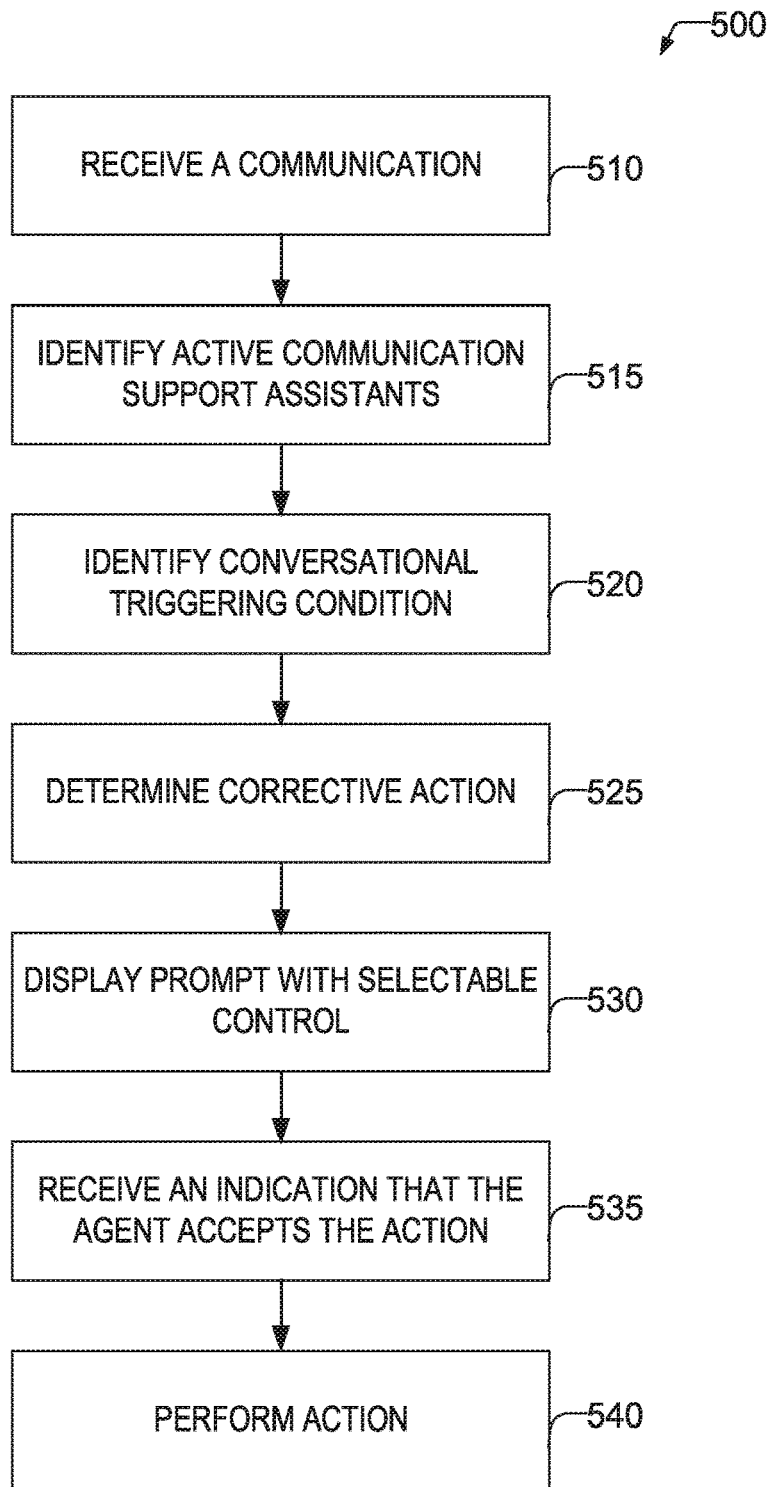 500
RECEIVE A COMMUNICATION
510
IDENTIFY ACTIVE COMMUNICATION
SUPPORT ASSISTANTS
515
IDENTIFY CONVERSATIONAL
TRIGGERING CONDITION
520
DETERMINE CORRECTIVE ACTION
525
DISPLAY PROMPT WITH SELECTABLE
CONTROL
530
RECEIVE AN INDICATION THAT THE
AGENT ACCEPTS THE ACTION
535
PERFORM ACTION
540